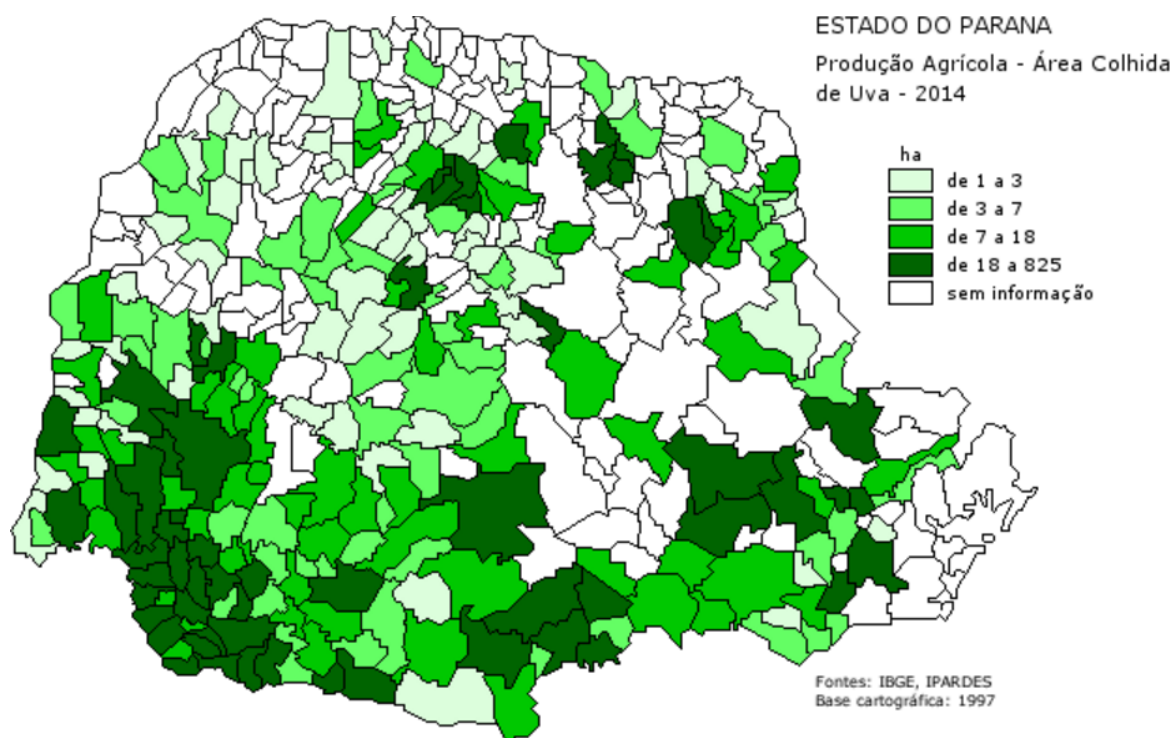 ESTADO DO PARANA
Produção Agrícola - Área Colhida
de Uva - 2014
ha
de 1 a 3
de 3 a 7
de 7 a 18
de 18 a 825
sem informação
Fontes: IBGE, IPARDES
Base cartográfica: 1997